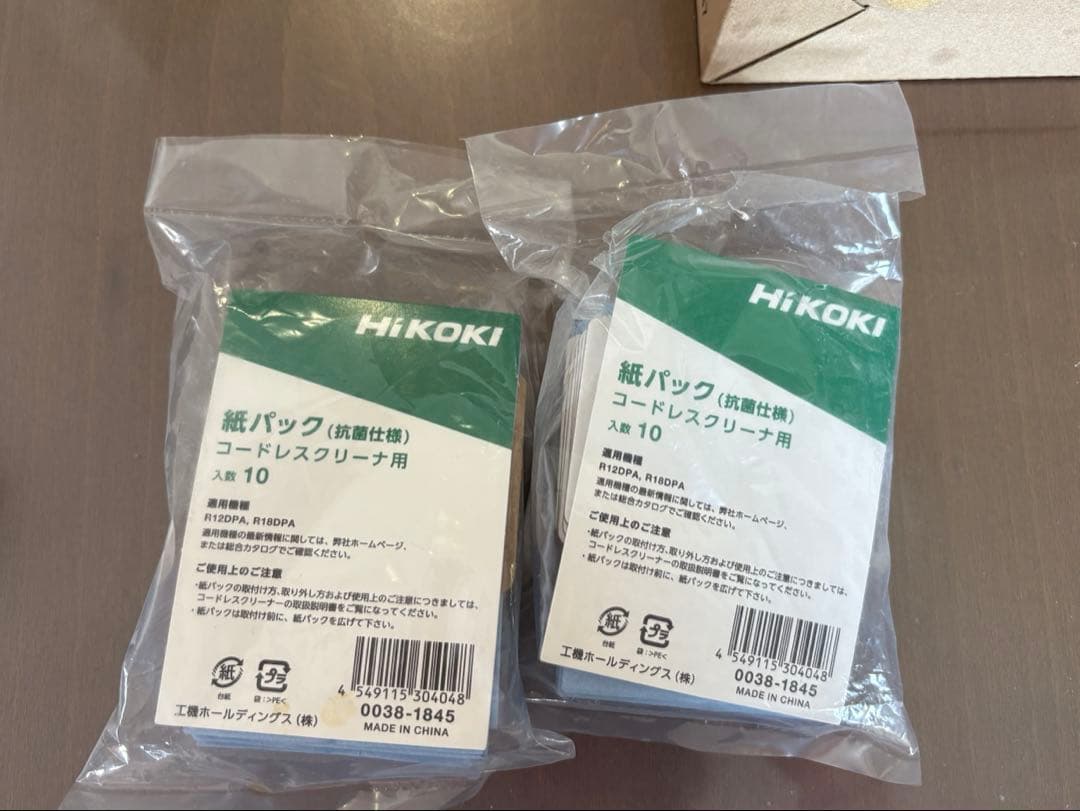 HiKOKI
紙パック(抗菌仕様)
コードレスクリーナ用
入数 10
適用機種
R12DPA, R18DPA
適用機種の最新情報に関しては、弊社ホームページ、
または総合カタログでご確認ください。
ご使用上のご注意
・紙パックの取付け方、取り外し方および使用上のご注意につきましては、
コードレスクリーナーの取扱説明書をご覧になってください。
・紙パックは取付け前に、紙パックを広げて下さい。
紙
台紙
プラ
袋:>PE<
4 549115 304048
0038-1845
工機ホールディングス(株)
MADE IN CHINA
HiKOKI
紙パック(抗菌仕様)
コードレスクリーナ用
入数 10
適用機種
R12DPA, R18DPA
適用機種の最新情報に関しては、弊社ホームページ、
または総合カタログでご確認ください。
ご使用上のご注意
・紙パックの取付け方、取り外し方および使用上のご注意につきましては、
コードレスクリーナーの取扱説明書をご覧になってください。
・紙パックは取付け前に、紙パックを広げて下さい。
紙
台紙
プラ
袋:>PE<
4 549115 304048
0038-1845
工機ホールディングス(株)
MADE IN CHINA